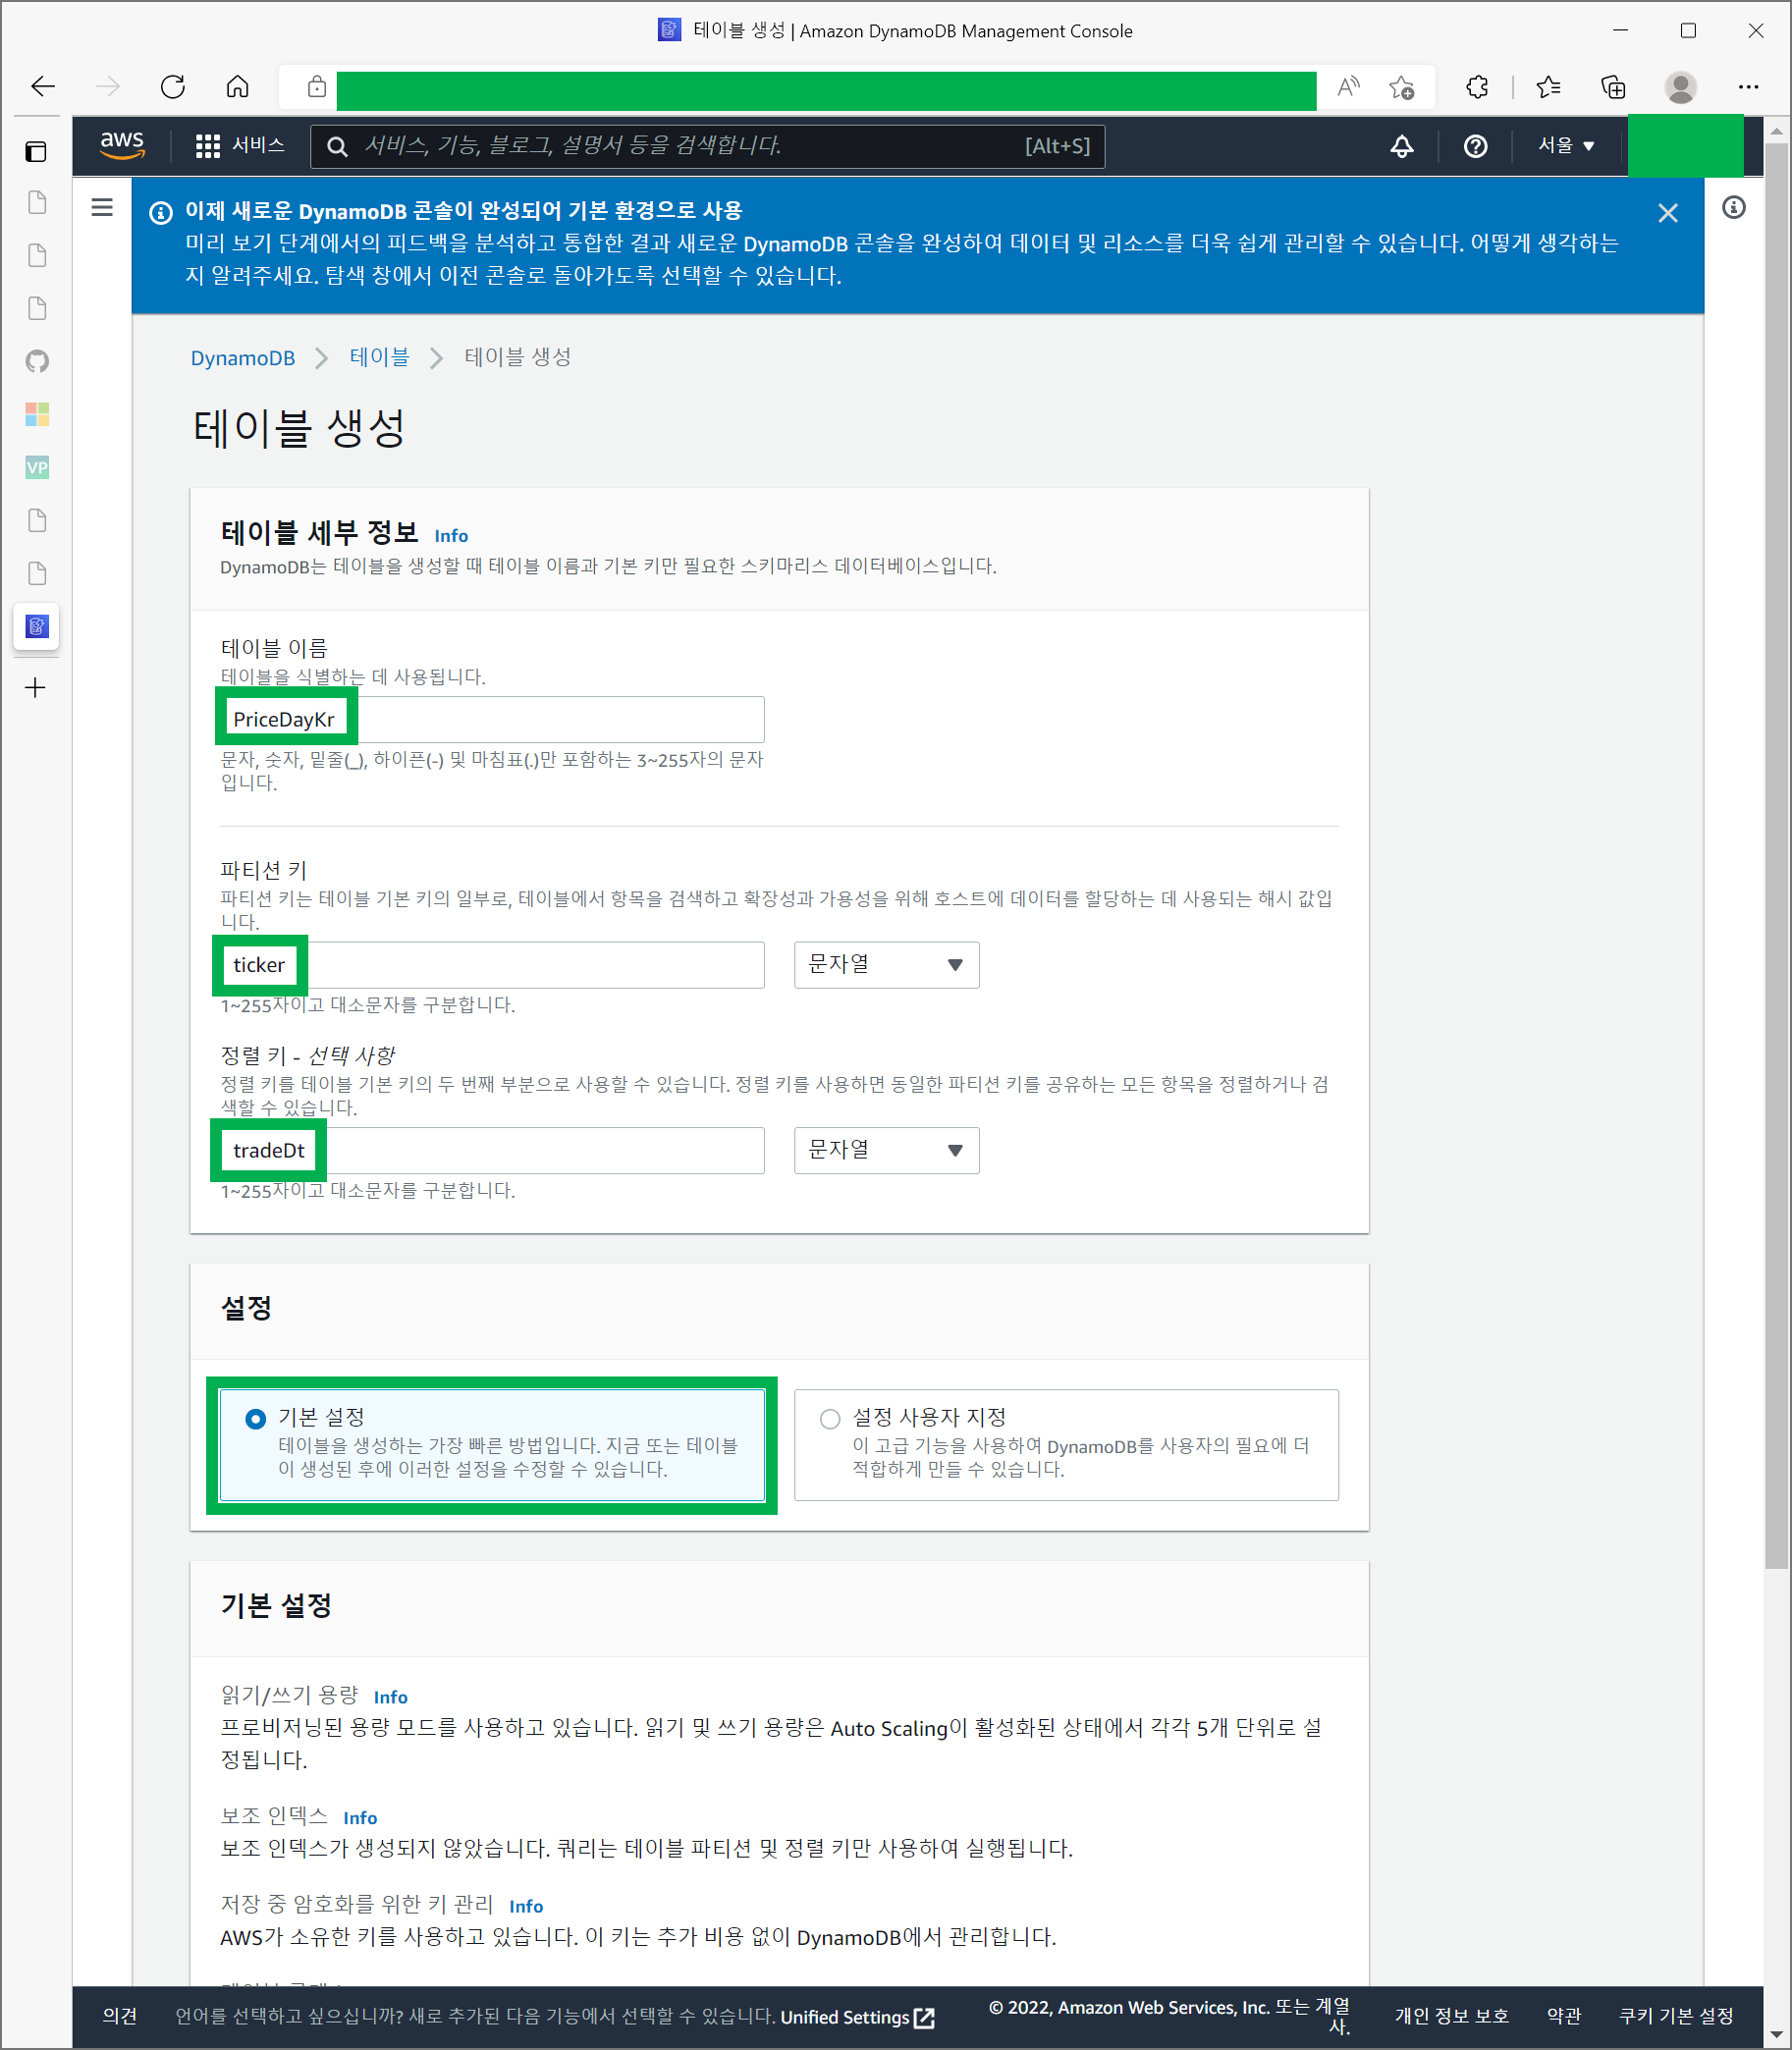 테이블 생성 | Amazon DynamoDB Management Console
aws
서비스
서비스, 기능, 블로그, 설명서 등을 검색합니다.
[Alt+S]
서울
이제 새로운 DynamoDB 콘솔이 완성되어 기본 환경으로 사용
미리 보기 단계에서의 피드백을 분석하고 통합한 결과 새로운 DynamoDB 콘솔을 완성하여 데이터 및 리소스를 더욱 쉽게 관리할 수 있습니다. 어떻게 생각하는
지 알려주세요. 탐색 창에서 이전 콘솔로 돌아가도록 선택할 수 있습니다.
VP
DynamoDB
테이블
테이블 생성
테이블 생성
테이블 세부 정보 Info
DynamoDB는 테이블을 생성할 때 테이블 이름과 기본 키만 필요한 스키마리스 데이터베이스입니다.
테이블 이름
테이블을 식별하는 데 사용됩니다.
PriceDayKr
문자, 숫자, 밑줄(_), 하이픈(-) 및 마침표(.)만 포함하는 3~255자의 문자
입니다.
파티션 키
파티션 키는 테이블 기본 키의 일부로, 테이블에서 항목을 검색하고 확장성과 가용성을 위해 호스트에 데이터를 할당하는 데 사용되는 해시 값입
니다.
ticker
문자열
1~255자이고 대소문자를 구분합니다.
정렬 키 - 선택 사항
정렬 키를 테이블 기본 키의 두 번째 부분으로 사용할 수 있습니다. 정렬 키를 사용하면 동일한 파티션 키를 공유하는 모든 항목을 정렬하거나 검
색할 수 있습니다.
tradeDt
문자열
1~255자이고 대소문자를 구분합니다.
설정
기본 설정
테이블을 생성하는 가장 빠른 방법입니다. 지금 또는 테이블
이 생성된 후에 이러한 설정을 수정할 수 있습니다.
설정 사용자 지정
이 고급 기능을 사용하여 DynamoDB를 사용자의 필요에 더
적합하게 만들 수 있습니다.
기본 설정
읽기/쓰기 용량 Info
프로비저닝된 용량 모드를 사용하고 있습니다. 읽기 및 쓰기 용량은 Auto Scaling이 활성화된 상태에서 각각 5개 단위로 설
정됩니다.
보조 인덱스 Info
보조 인덱스가 생성되지 않았습니다. 쿼리는 테이블 파티션 및 정렬 키만 사용하여 실행됩니다.
저장 중 암호화를 위한 키 관리 Info
AWS가 소유한 키를 사용하고 있습니다. 이 키는 추가 비용 없이 DynamoDB에서 관리합니다.
의견
언어를 선택하고 싶으십니까? 새로 추가된 다음 기능에서 선택할 수 있습니다. Unified Settings
© 2022, Amazon Web Services, Inc. 또는 계열
사.
개인 정보 보호
약관
쿠키 기본 설정